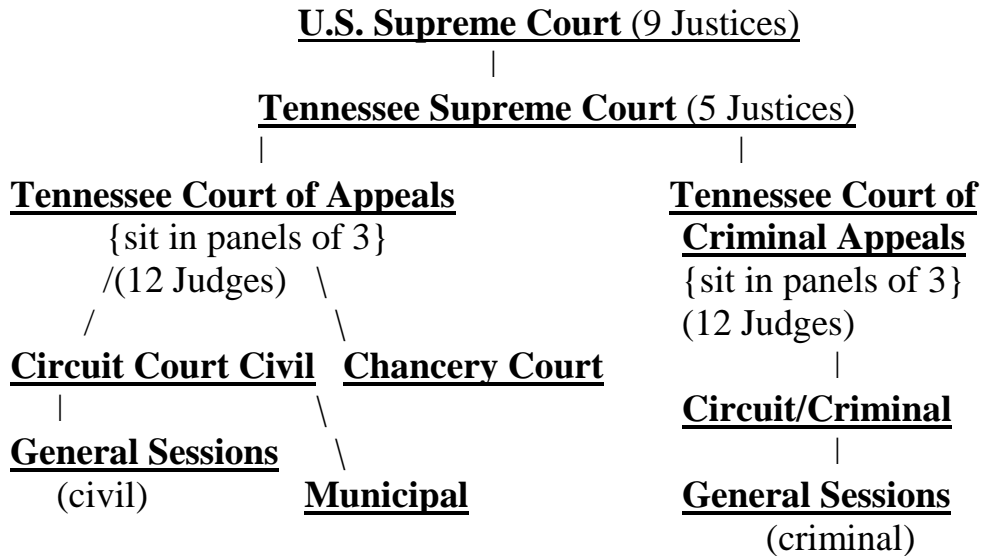 U.S. Supreme Court (9 Justices)
|
Tennessee Supreme Court (5 Justices)
| |
Tennessee Court of Appeals Tennessee Court of
{sit in panels of 3} Criminal Appeals
/(12 Judges) \ {sit in panels of 3}
/ \ (12 Judges)
Circuit Court Civil Chancery Court |
| \ Circuit/Criminal
General Sessions \ |
(civil) Municipal General Sessions
(criminal)